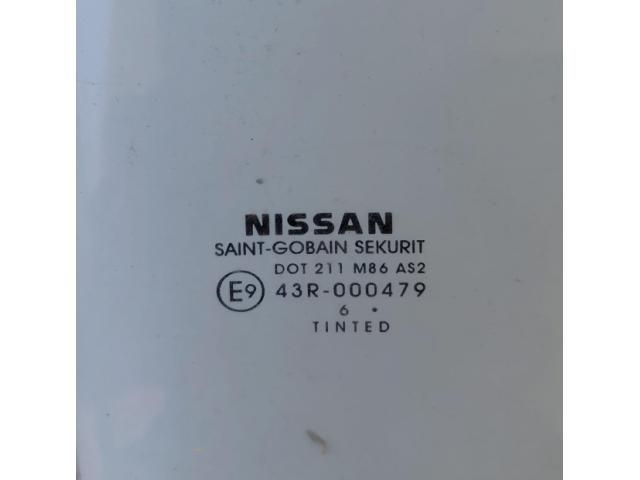 NISSAN
SAINT-GOBAIN SEKURIT
DOT 211 M86 AS2
E9 43R-000479
6 •
TINTED